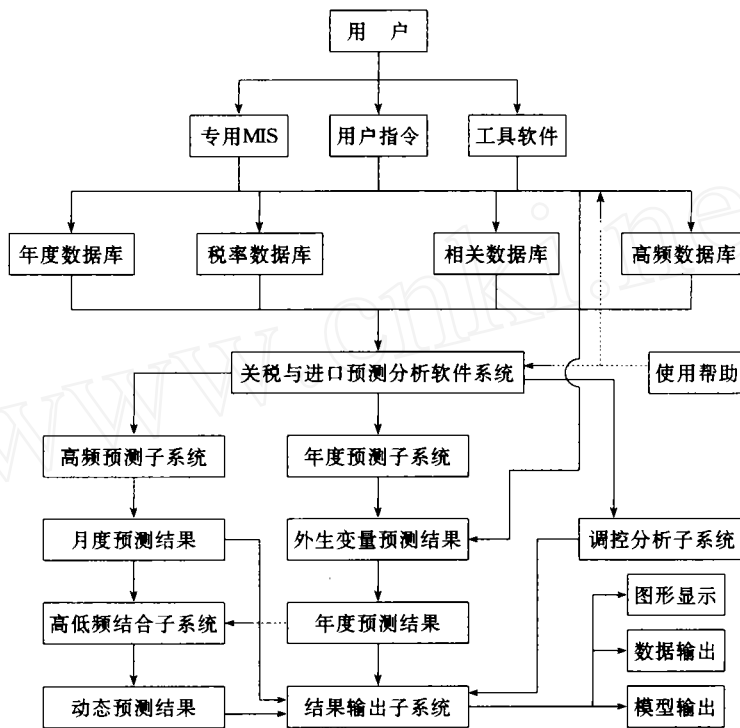 用 户
专用MIS 用户指令 工具软件
年度数据库 税率数据库 相关数据库 高频数据库
关税与进口预测分析软件系统 使用帮助
高频预测子系统 年度预测子系统
月度预测结果 外生变量预测结果 调控分析子系统
图形显示
高低频结合子系统 年度预测结果
数据输出
动态预测结果 结果输出子系统 模型输出
www.cnki.ne